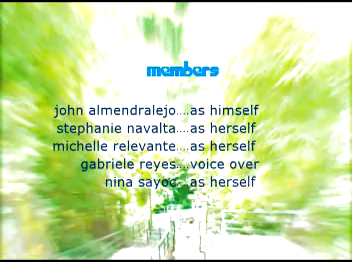 members
john almendralejo....as himself
stephanie navalta....as herself
michelle relevante....as herself
gabriele reyes....voice over
nina sayoc....as herself